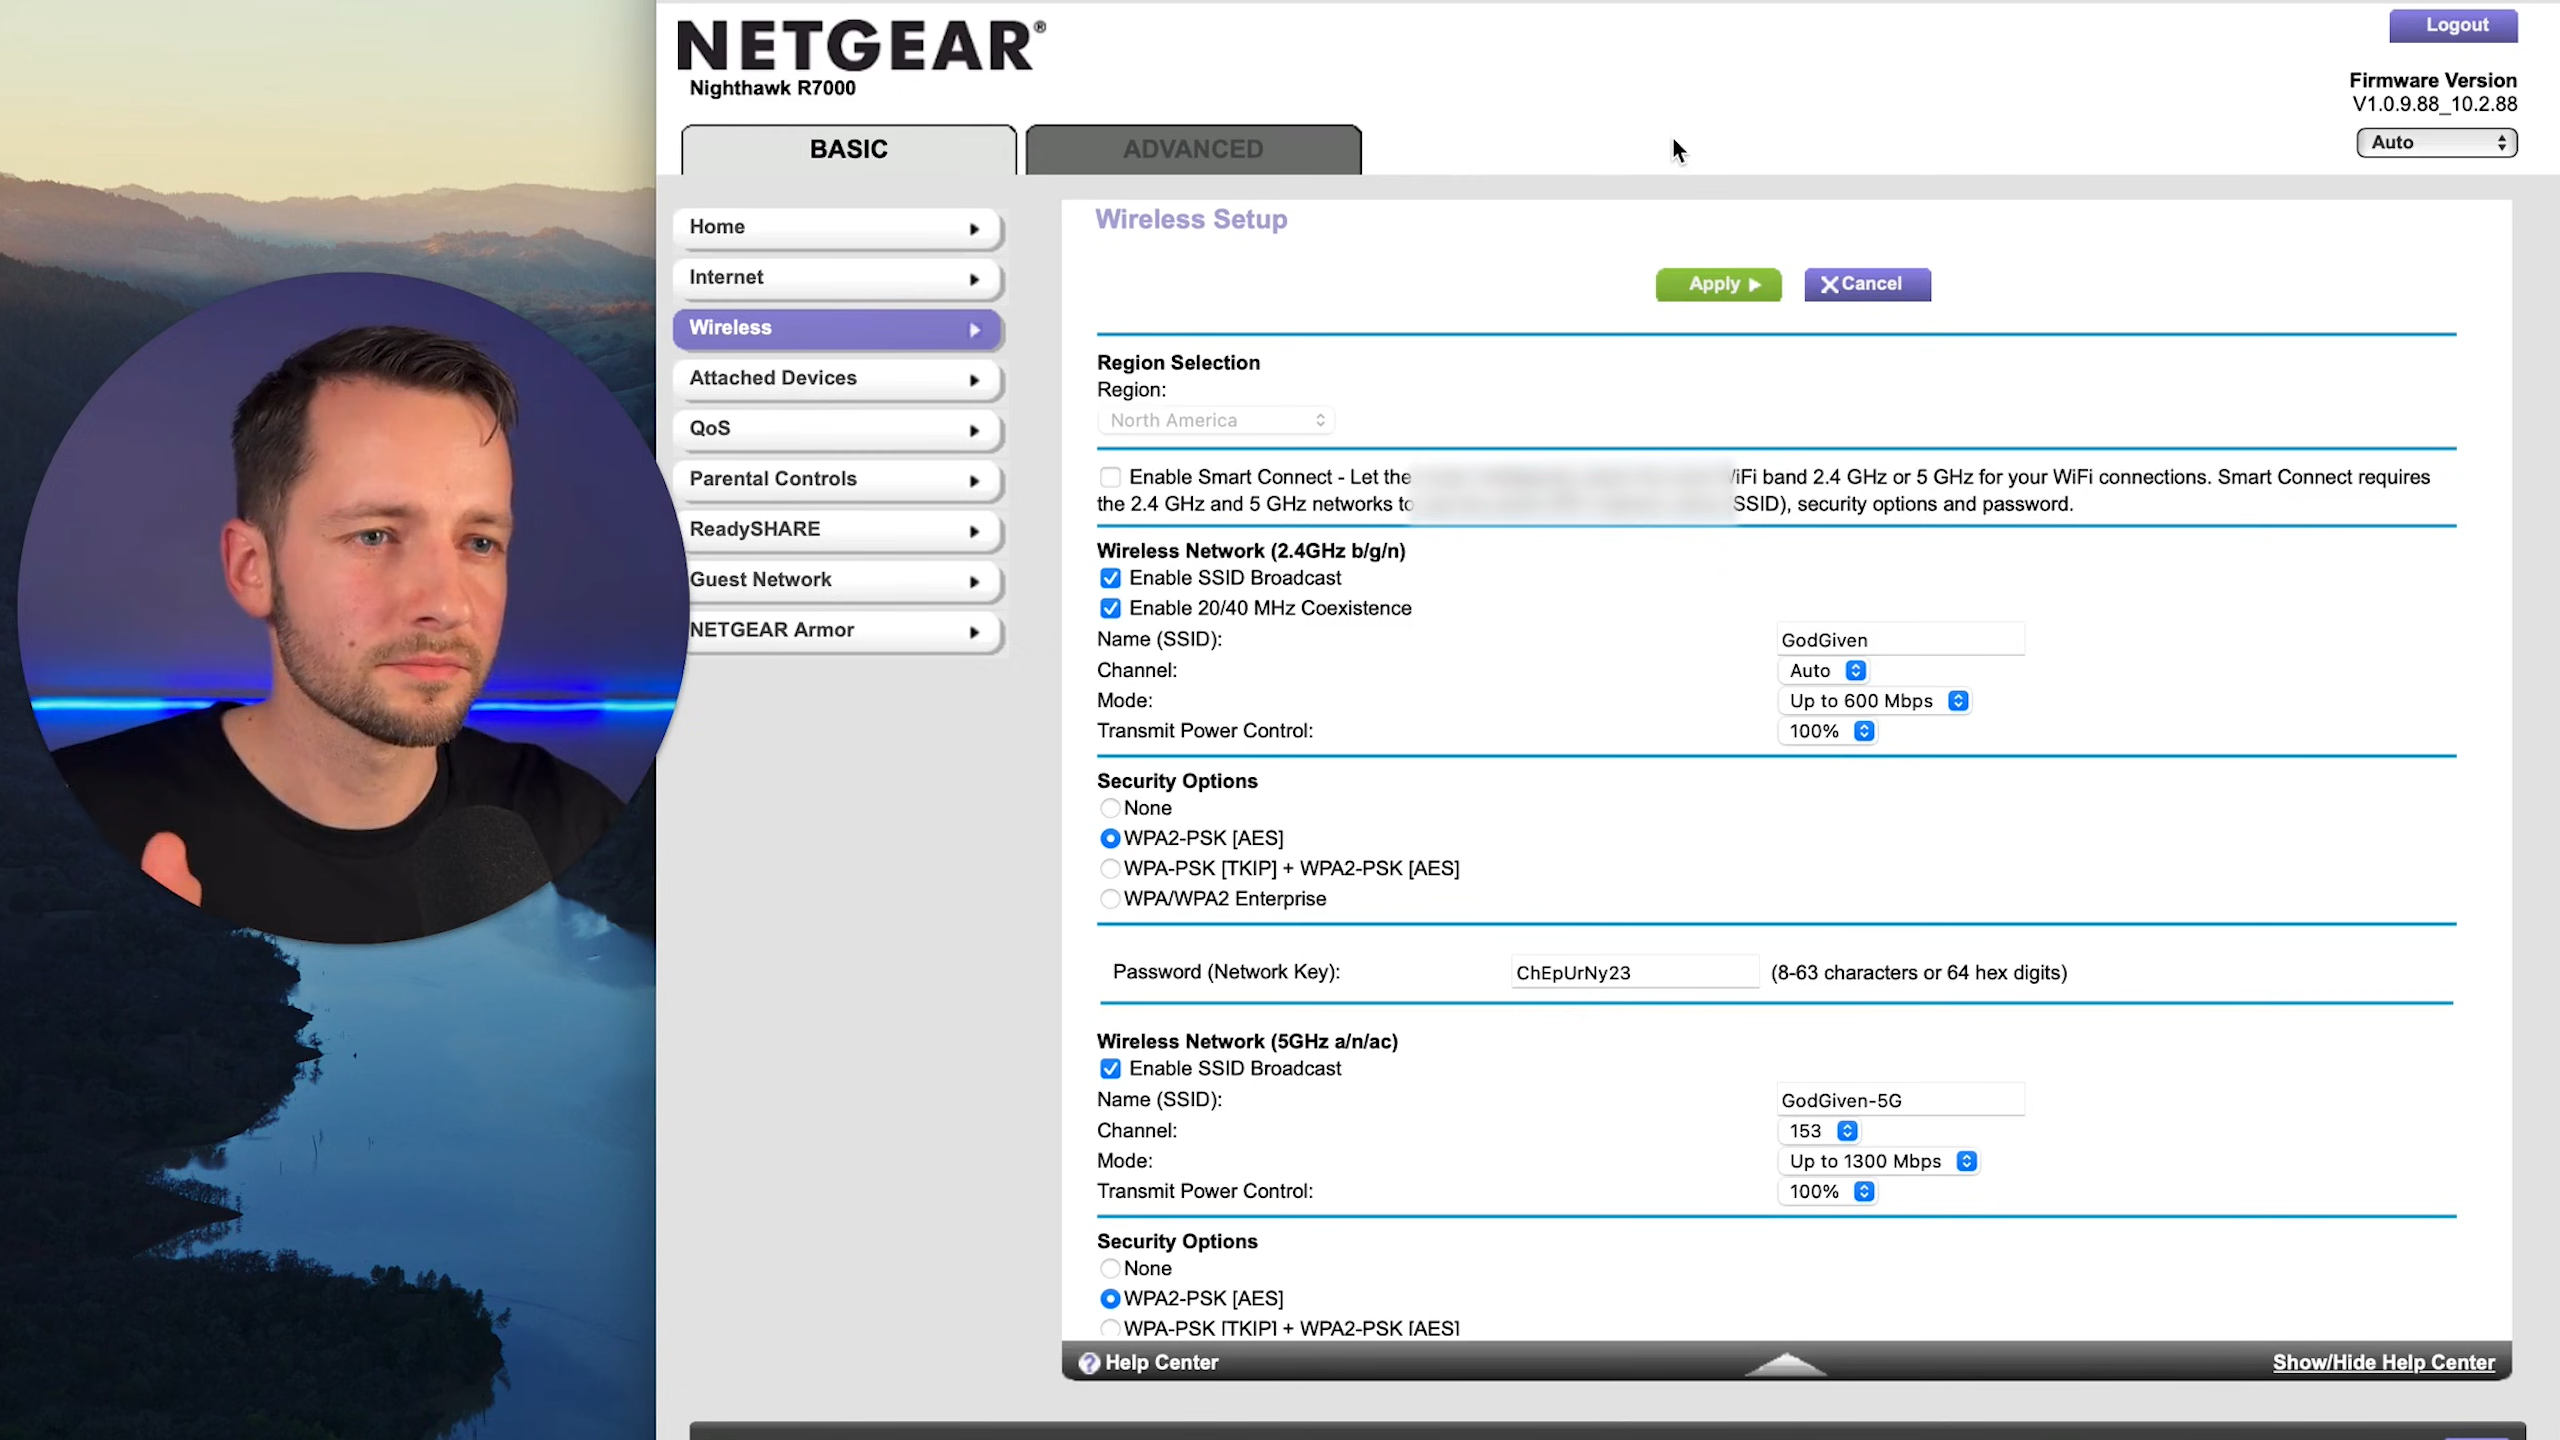 NETGEAR®
Nighthawk R7000
Logout
Firmware Version
V1.0.9.88_10.2.88
Auto
BASIC
ADVANCED
Home
Internet
Wireless
Attached Devices
QoS
Parental Controls
ReadySHARE
Guest Network
NETGEAR Armor
Wireless Setup
Apply
Cancel
Region Selection
Region:
North America
Enable Smart Connect - Let the WiFi band 2.4 GHz or 5 GHz for your WiFi connections. Smart Connect requires
the 2.4 GHz and 5 GHz networks to SSID), security options and password.
Wireless Network (2.4GHz b/g/n)
Enable SSID Broadcast
Enable 20/40 MHz Coexistence
Name (SSID): GodGiven
Channel: Auto
Mode: Up to 600 Mbps
Transmit Power Control: 100%
Security Options
None
WPA2-PSK [AES]
WPA-PSK [TKIP] + WPA2-PSK [AES]
WPA/WPA2 Enterprise
Password (Network Key): ChEpUrNy23 (8-63 characters or 64 hex digits)
Wireless Network (5GHz a/n/ac)
Enable SSID Broadcast
Name (SSID): GodGiven-5G
Channel: 153
Mode: Up to 1300 Mbps
Transmit Power Control: 100%
Security Options
None
WPA2-PSK [AES]
WPA-PSK [TKIP] + WPA2-PSK [AES]
? Help Center
Show/Hide Help Center